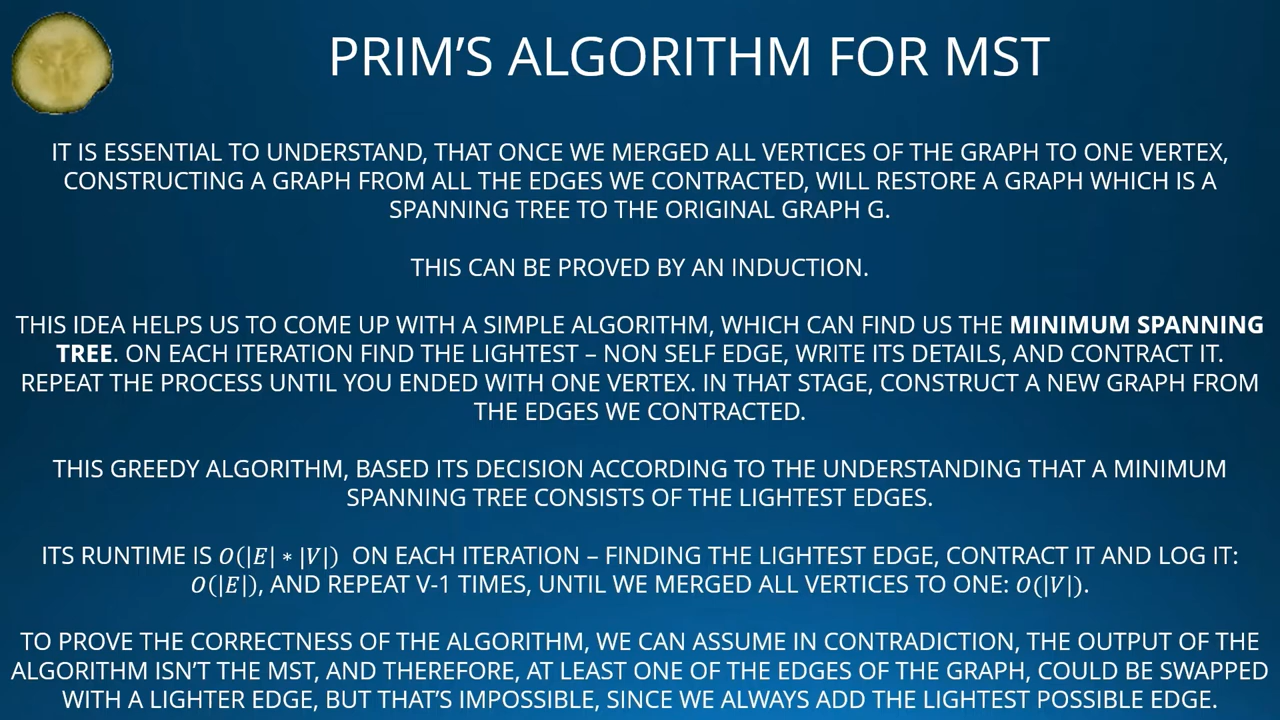 PRIM’S ALGORITHM FOR MST
IT IS ESSENTIAL TO UNDERSTAND, THAT ONCE WE MERGED ALL VERTICES OF THE GRAPH TO ONE VERTEX,
CONSTRUCTING A GRAPH FROM ALL THE EDGES WE CONTRACTED, WILL RESTORE A GRAPH WHICH IS A
SPANNING TREE TO THE ORIGINAL GRAPH G.
THIS CAN BE PROVED BY AN INDUCTION.
THIS IDEA HELPS US TO COME UP WITH A SIMPLE ALGORITHM, WHICH CAN FIND US THE MINIMUM SPANNING
TREE. ON EACH ITERATION FIND THE LIGHTEST – NON SELF EDGE, WRITE ITS DETAILS, AND CONTRACT IT.
REPEAT THE PROCESS UNTIL YOU ENDED WITH ONE VERTEX. IN THAT STAGE, CONSTRUCT A NEW GRAPH FROM
THE EDGES WE CONTRACTED.
THIS GREEDY ALGORITHM, BASED ITS DECISION ACCORDING TO THE UNDERSTANDING THAT A MINIMUM
SPANNING TREE CONSISTS OF THE LIGHTEST EDGES.
ITS RUNTIME IS O(|E| ∗ |V|) ON EACH ITERATION – FINDING THE LIGHTEST EDGE, CONTRACT IT AND LOG IT:
O(|E|), AND REPEAT V-1 TIMES, UNTIL WE MERGED ALL VERTICES TO ONE: O(|V|).
TO PROVE THE CORRECTNESS OF THE ALGORITHM, WE CAN ASSUME IN CONTRADICTION, THE OUTPUT OF THE
ALGORITHM ISN’T THE MST, AND THEREFORE, AT LEAST ONE OF THE EDGES OF THE GRAPH, COULD BE SWAPPED
WITH A LIGHTER EDGE, BUT THAT’S IMPOSSIBLE, SINCE WE ALWAYS ADD THE LIGHTEST POSSIBLE EDGE.